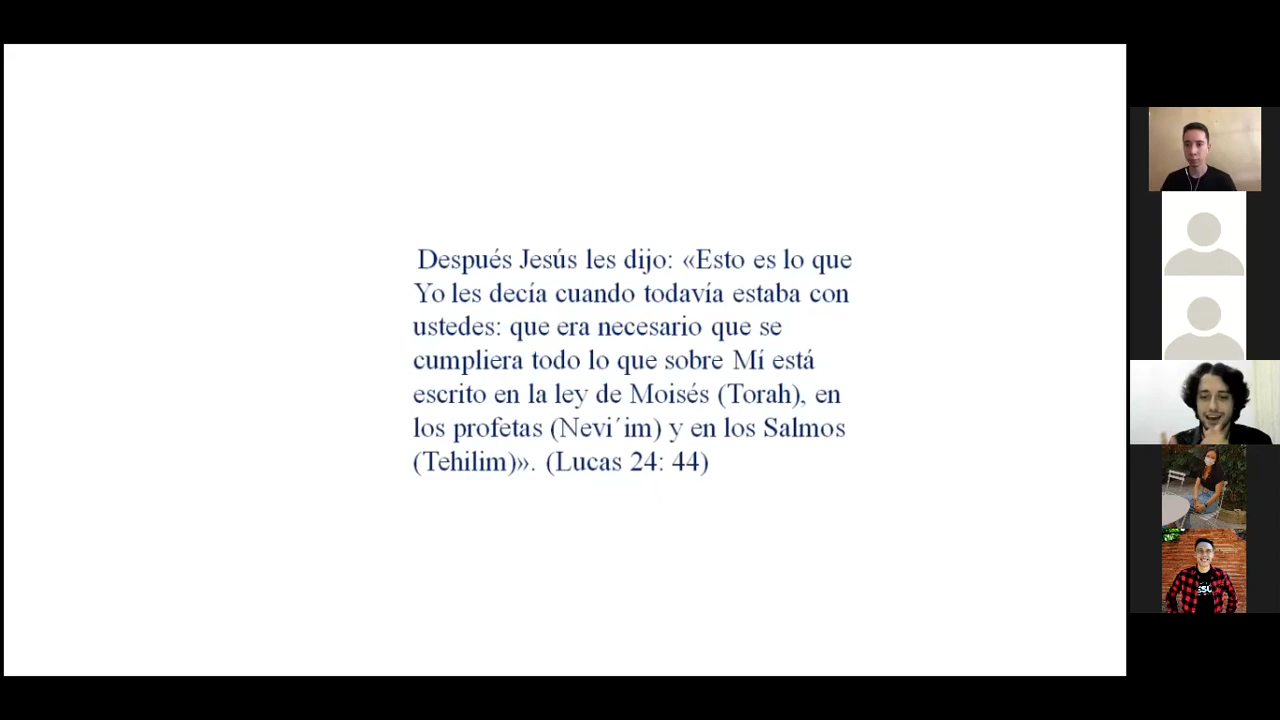 Después Jesús les dijo: «Esto es lo que
Yo les decía cuando todavía estaba con
ustedes: que era necesario que se
cumpliera todo lo que sobre Mí está
escrito en la ley de Moisés (Torah), en
los profetas (Nevi´im) y en los Salmos
(Tehilim)». (Lucas 24: 44)